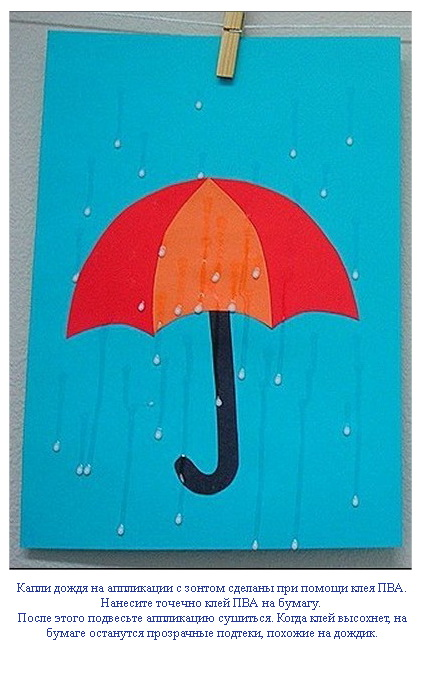 Капли дождя на аппликации с зонтом сделаны при помощи клея ПВА.
Нанесите точечно клей ПВА на бумагу.
После этого подвесьте аппликацию сушиться. Когда клей высохнет, на
бумаге останутся прозрачные подтеки, похожие на дождик.